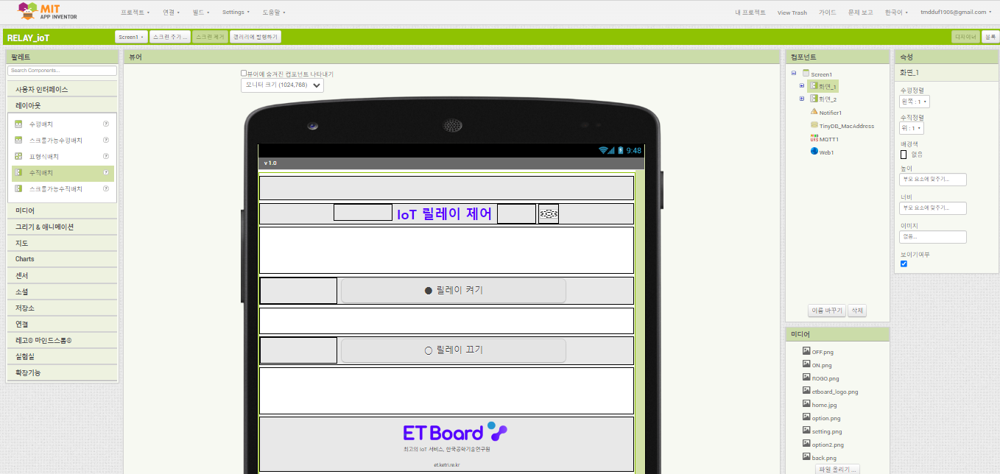 MIT
APP INVENTOR
프로젝트
연결
빌드
Settings
도움말
내 프로젝트
View Trash
가이드
문제 보고
한국어
tmdduf1905@gmail.com
RELAY_ioT
Screen1
스크린 추가 ...
스크린 제거
갤러리에 발행하기
디자이너
블록
팔레트
Search Components...
사용자 인터페이스
레이아웃
수평배치
스크롤가능수평배치
표형식배치
수직배치
스크롤가능수직배치
미디어
그리기 & 애니메이션
지도
Charts
센서
소셜
저장소
연결
레고® 마인드스톰®
실험실
확장기능
뷰어
뷰어에 숨겨진 컴포넌트 나타내기
모니터 크기 (1024,768)
9:48
v 1.0
IoT 릴레이 제어
● 릴레이 켜기
○ 릴레이 끄기
ET Board
최고의 IoT 서비스, 한국공학기술연구원
et.ketri.re.kr
컴포넌트
Screen1
화면_1
화면_2
Notifier1
TinyDB_MacAddress
MQTT1
Web1
이름 바꾸기
삭제
미디어
OFF.png
ON.png
ROGO.png
etboard_logo.png
home.jpg
option.png
setting.png
option2.png
back.png
파일 올리기 ...
속성
화면_1
수평정렬
왼쪽 : 1
수직정렬
위 : 1
배경색
없음
높이
부모 요소에 맞추기...
너비
부모 요소에 맞추기...
이미지
없음...
보이기여부